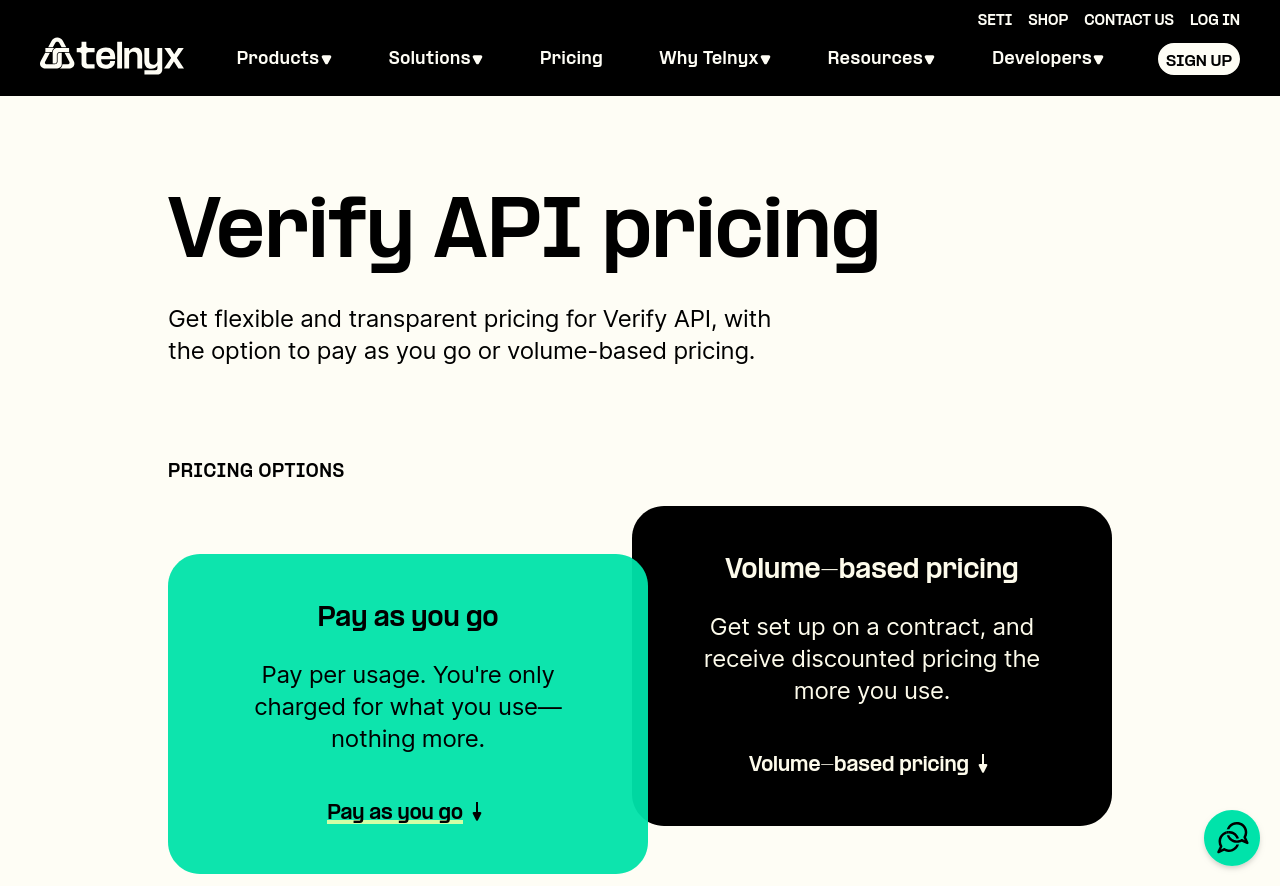 SETI SHOP CONTACT US LOG IN
telnyx Products Solutions Pricing Why Telnyx Resources Developers SIGN UP
Verify API pricing
Get flexible and transparent pricing for Verify API, with
the option to pay as you go or volume-based pricing.
PRICING OPTIONS
Pay as you go
Pay per usage. You're only
charged for what you use—
nothing more.
Pay as you go
Volume-based pricing
Get set up on a contract, and
receive discounted pricing the
more you use.
Volume-based pricing